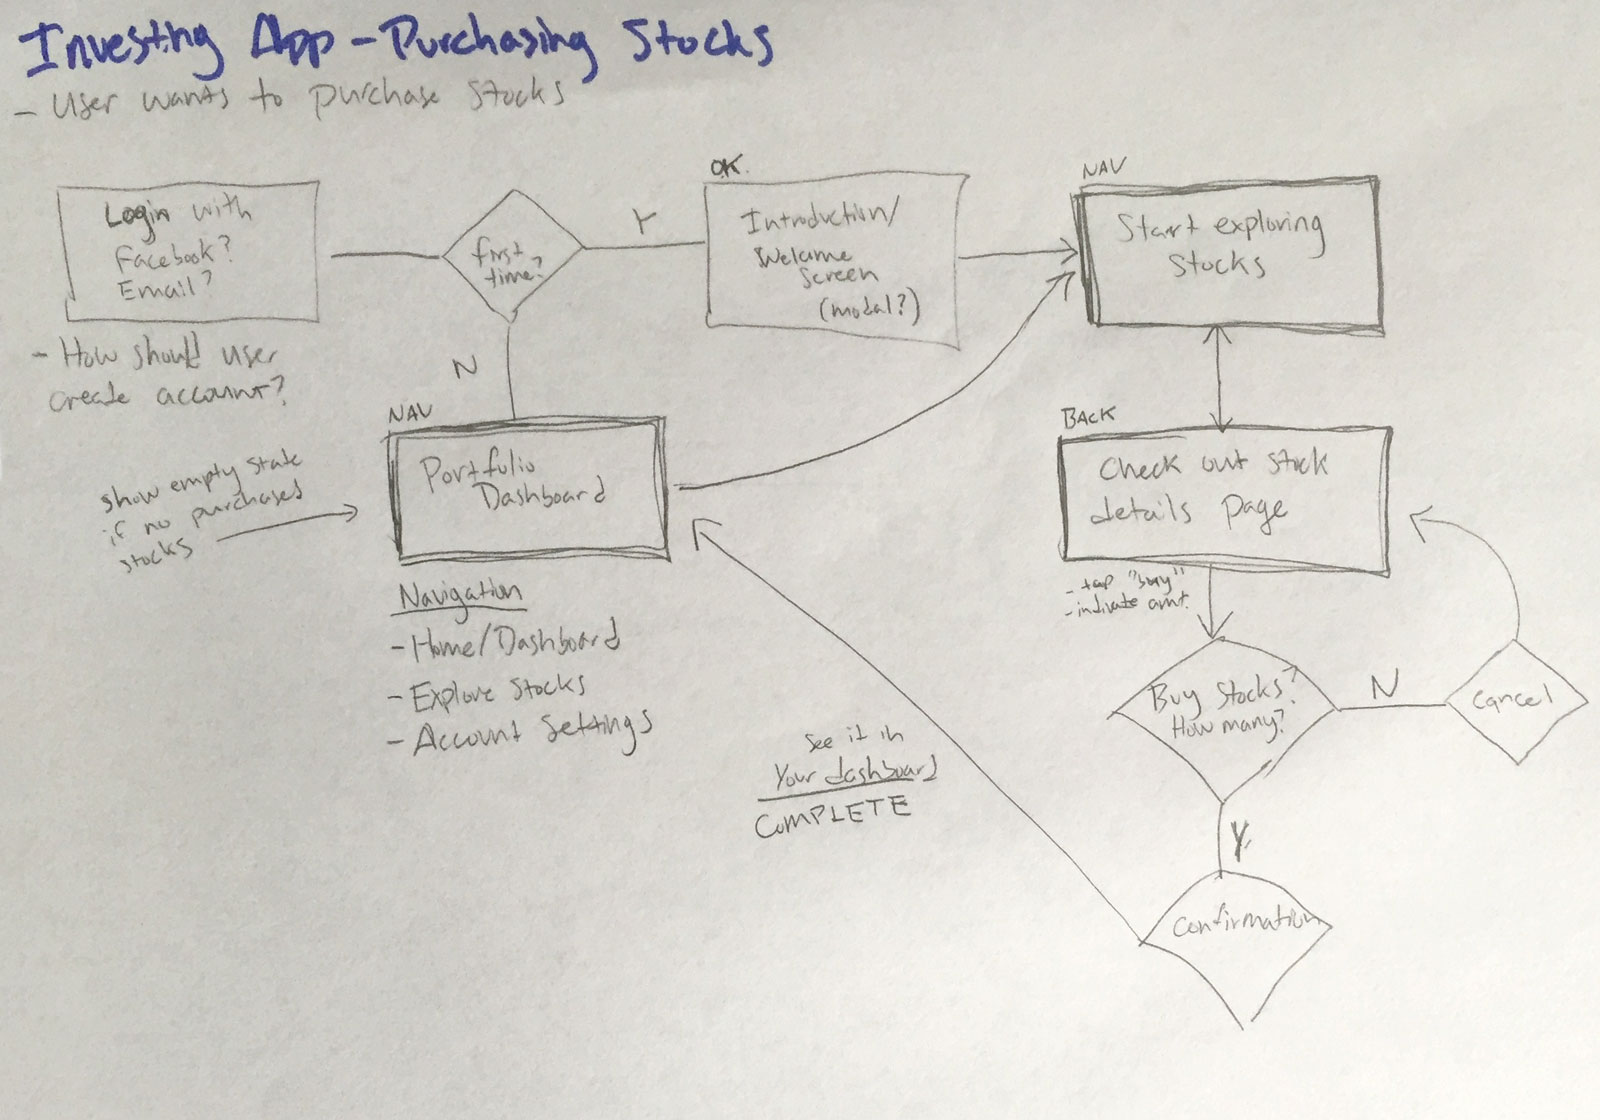 Investing App - Purchasing Stocks
- User wants to purchase stocks
Login with
Facebook?
Email?
- How should user
create account?
first
time?
Y
N
OK
Introduction/
Welcome
Screen
(modal?)
NAV
Start exploring
stocks
NAV
Portfolio
Dashboard
show empty state
if no purchased
stocks
Navigation
- Home/Dashboard
- Explore Stocks
- Account Settings
BACK
Check out stock
details page
- tap "buy"
- indicate amt.
Buy stocks?
How many?
N
Cancel
Y
Confirmation
See it in
Your dashboard
COMPLETE